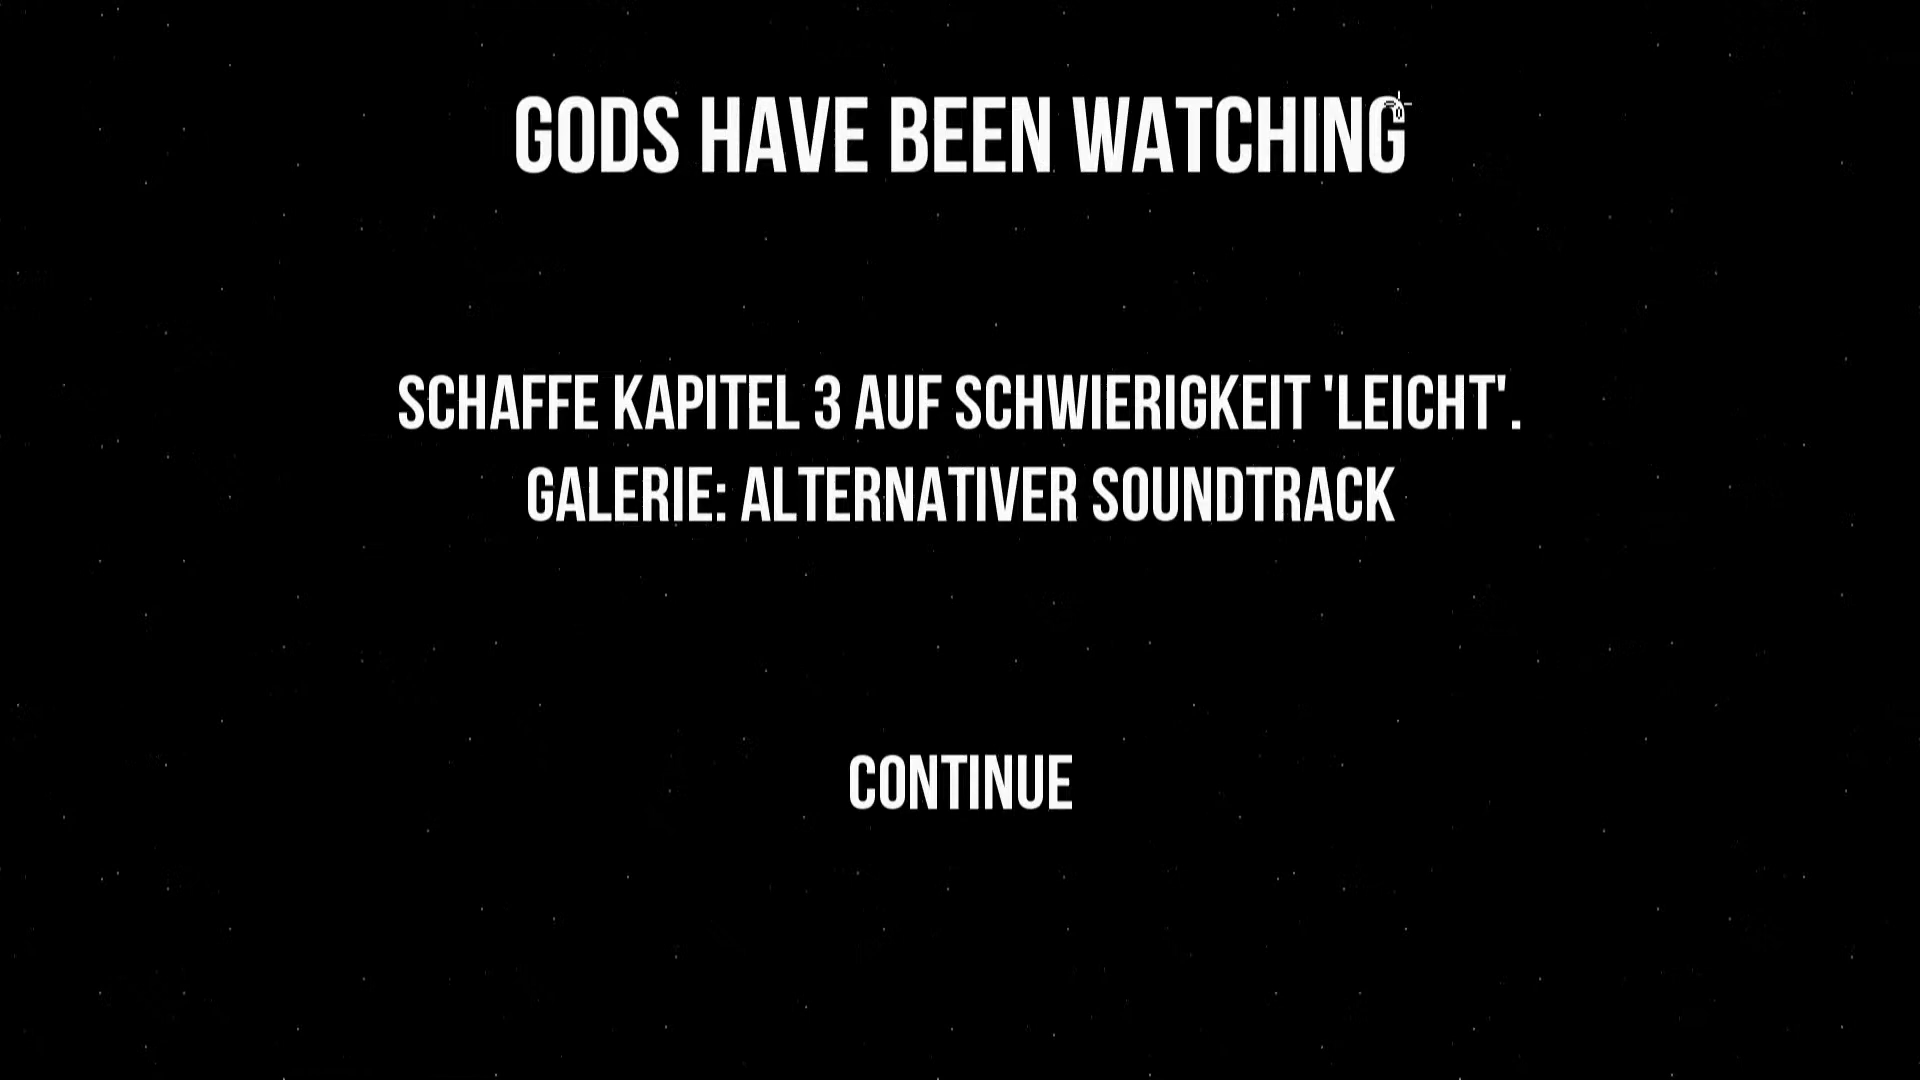 GODS HAVE BEEN WATCHING
SCHAFFE KAPITEL 3 AUF SCHWIERIGKEIT 'LEICHT'.
GALERIE: ALTERNATIVER SOUNDTRACK
CONTINUE